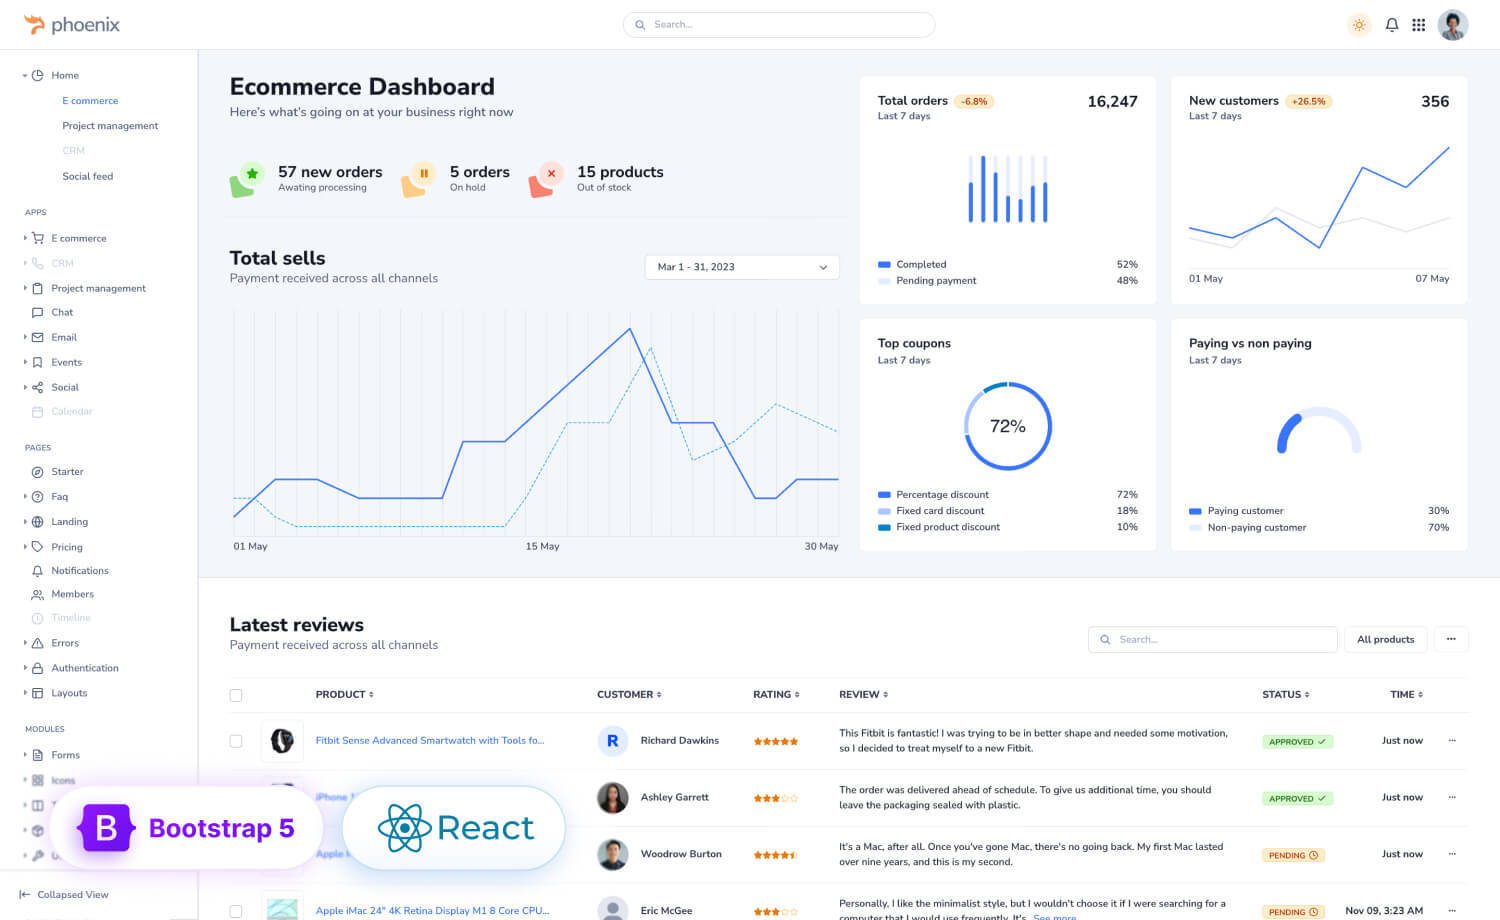 phoenix
Search...
Home
E commerce
Project management
CRM
Social feed
APPS
E commerce
CRM
Project management
Chat
Email
Events
Social
Calendar
PAGES
Starter
Faq
Landing
Pricing
Notifications
Members
Timeline
Errors
Authentication
Layouts
MODULES
Forms
Icons
Collapsed View
Ecommerce Dashboard
Here's what's going on at your business right now
57 new orders
Awating processing
5 orders
On hold
15 products
Out of stock
Total sells
Payment received across all channels
Mar 1 - 31, 2023
01 May 15 May 30 May
Total orders -6.8% 16,247
Last 7 days
Completed 52%
Pending payment 48%
New customers +26.5% 356
Last 7 days
01 May 07 May
Top coupons
Last 7 days
72%
Percentage discount 72%
Fixed card discount 18%
Fixed product discount 10%
Paying vs non paying
Last 7 days
Paying customer 30%
Non-paying customer 70%
Latest reviews
Payment received across all channels
Search...
All products
PRODUCT CUSTOMER RATING REVIEW STATUS TIME
Fitbit Sense Advanced Smartwatch with Tools fo...
R
Richard Dawkins
This Fitbit is fantastic! I was trying to be in better shape and needed some motivation,
so I decided to treat myself to a new Fitbit.
APPROVED
Just now
iPhone
Ashley Garrett
The order was delivered ahead of schedule. To give us additional time, you should
leave the packaging sealed with plastic.
APPROVED
Just now
Apple
Woodrow Burton
It's a Mac, after all. Once you've gone Mac, there's no going back. My first Mac lasted
over nine years, and this is my second.
PENDING
Just now
Apple iMac 24" 4K Retina Display M1 8 Core CPU...
Eric McGee
Personally, I like the minimalist style, but I wouldn't choose it if I were searching for a
computer that I would use frequently. It's... See more
PENDING
Nov 09, 3:23 AM
B
Bootstrap 5
React